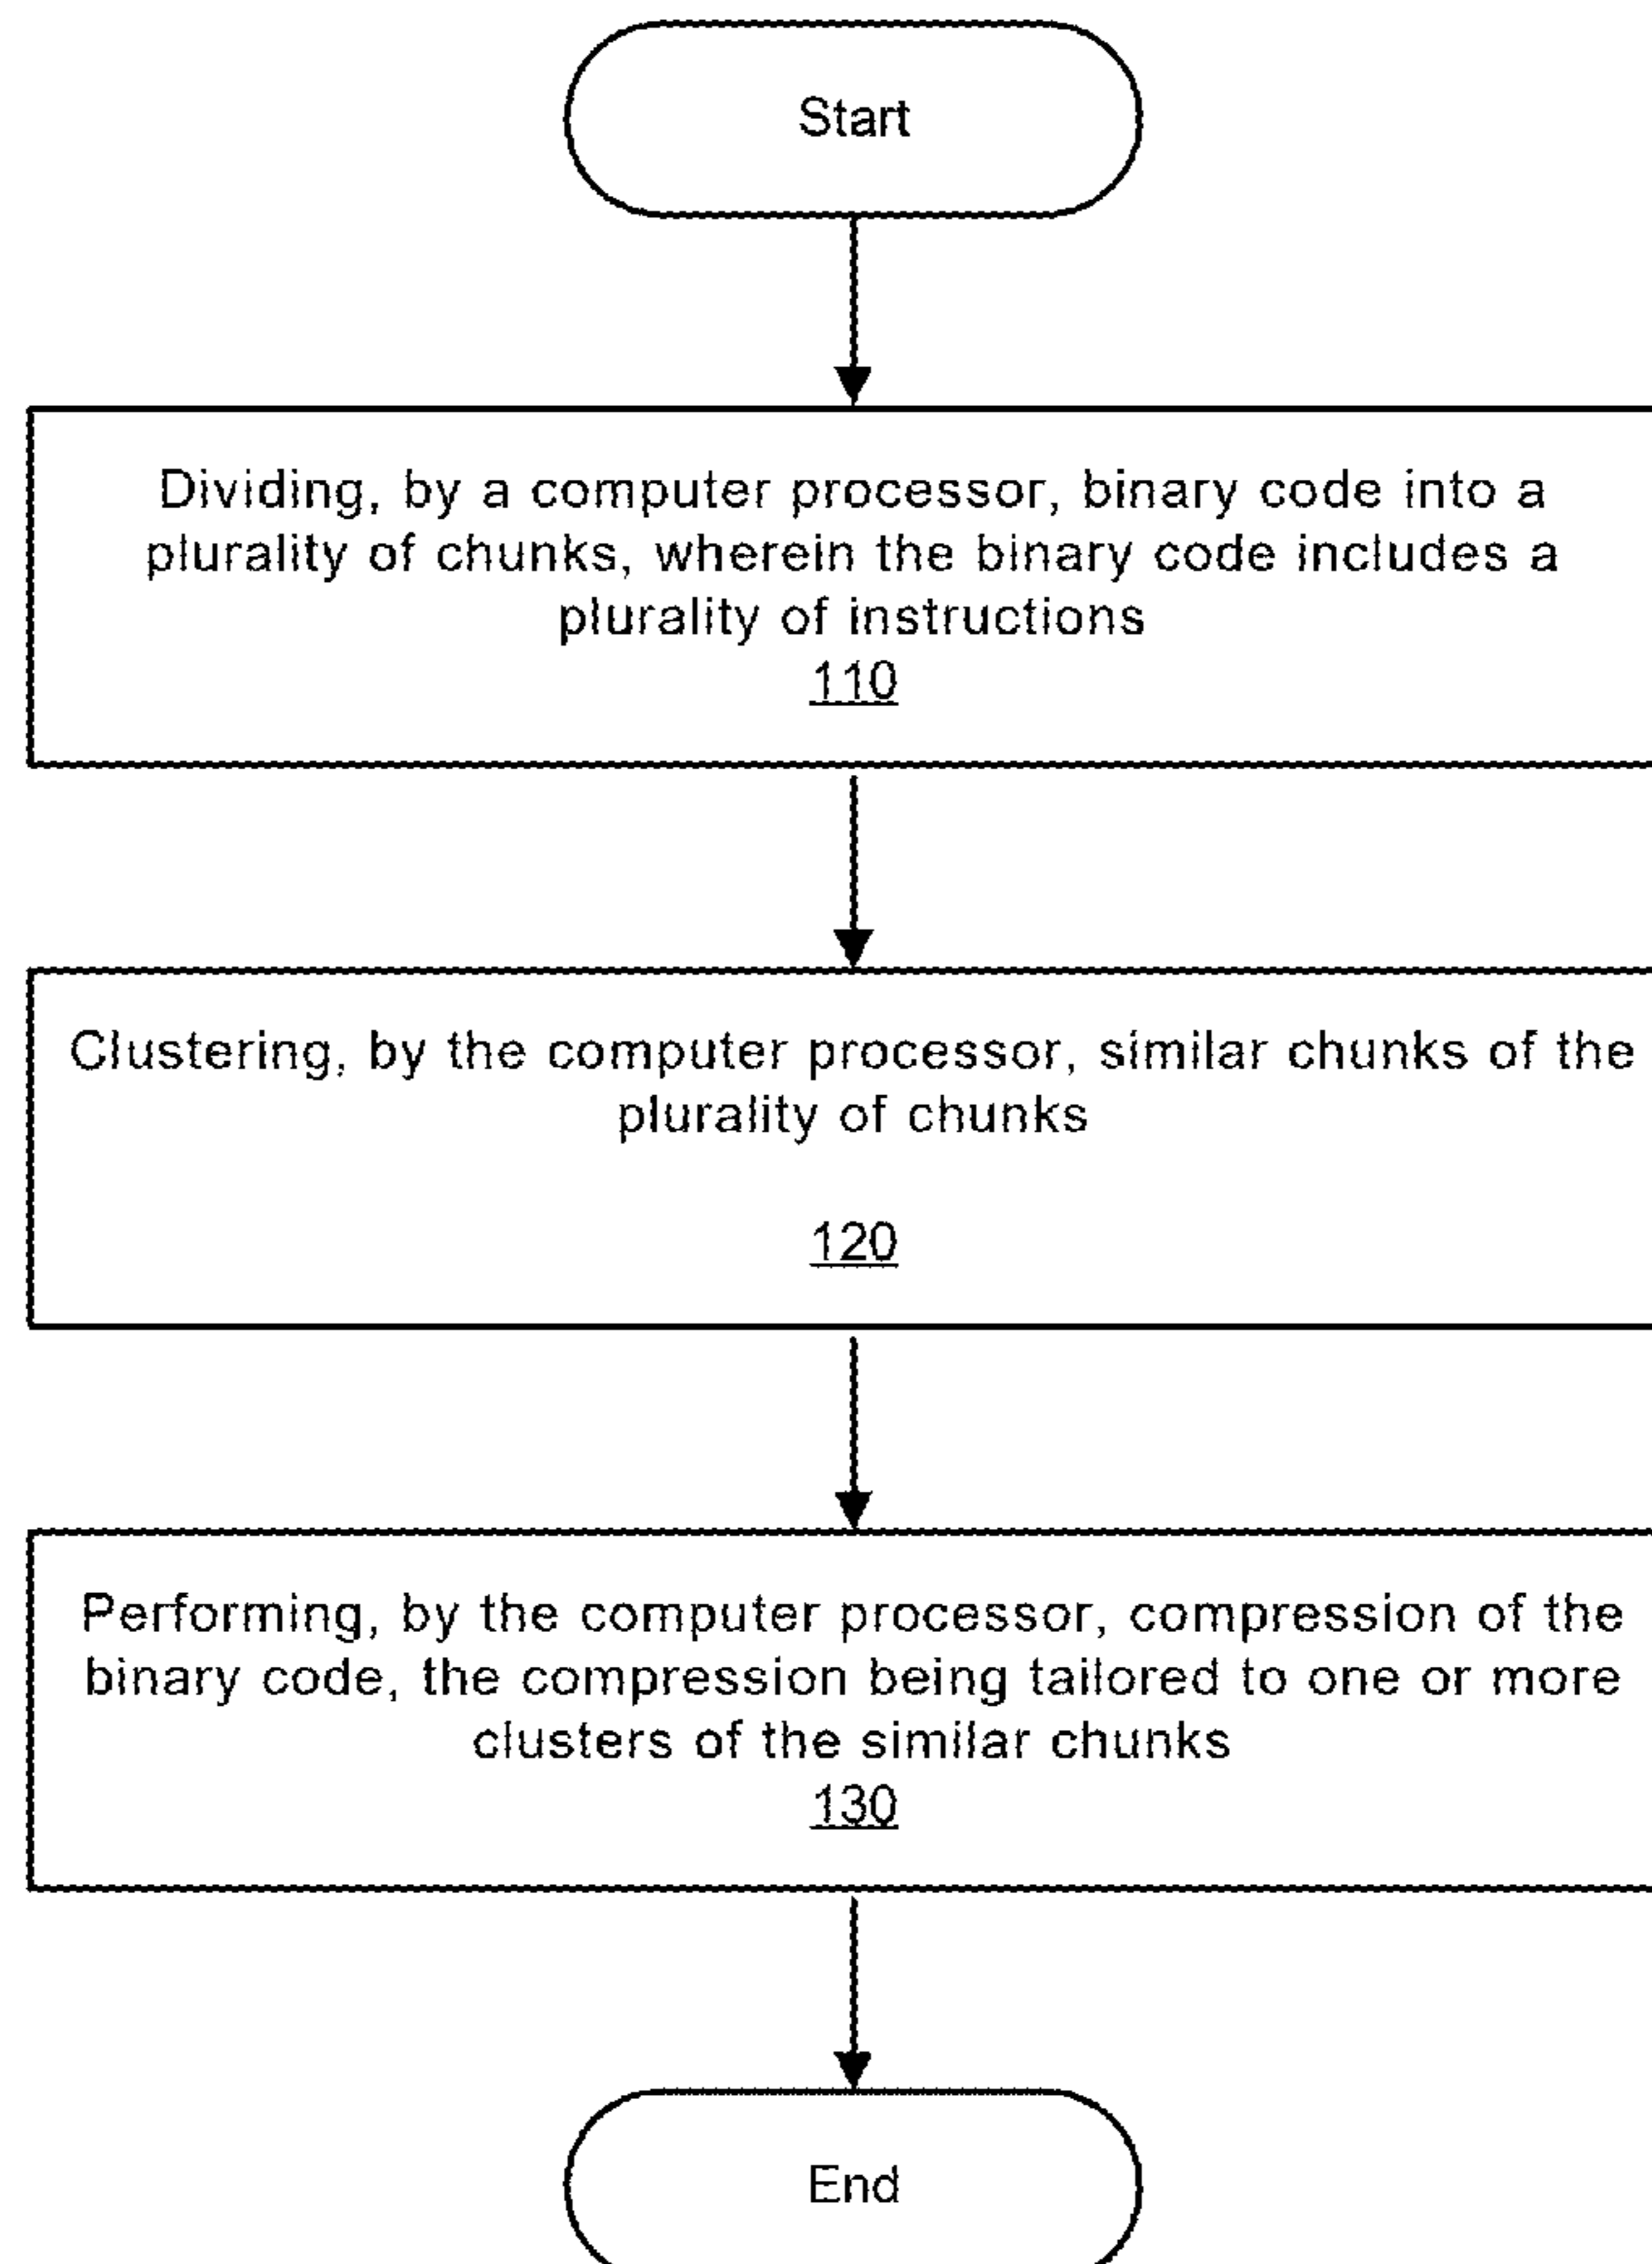 Start
Dividing, by a computer processor, binary code into a
plurality of chunks, wherein the binary code includes a
plurality of instructions
110
Clustering, by the computer processor, similar chunks of the
plurality of chunks
120
Performing, by the computer processor, compression of the
binary code, the compression being tailored to one or more
clusters of the similar chunks
130
End